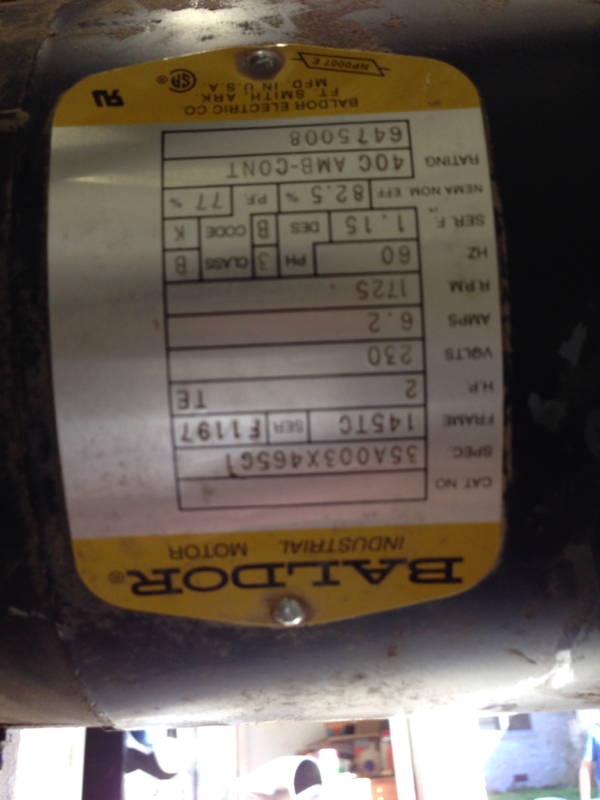 BALDOR®
INDUSTRIAL MOTOR
CAT NO
SPEC. 35A003X465G1
FRAME 145TC SER F1197
H.P. 2 TE
VOLTS 230
AMPS 6.2
R.P.M. 1725
HZ 60 PH 3 CLASS B
SER. F. 1.15 DES B CODE K
NEMA NOM. EFF 82.5 % P.F. 77 %
RATING 40C AMB-CONT
6475008
BALDOR ELECTRIC CO.
FT. SMITH, ARK.
MFD. IN U.S.A.
NP0007 E